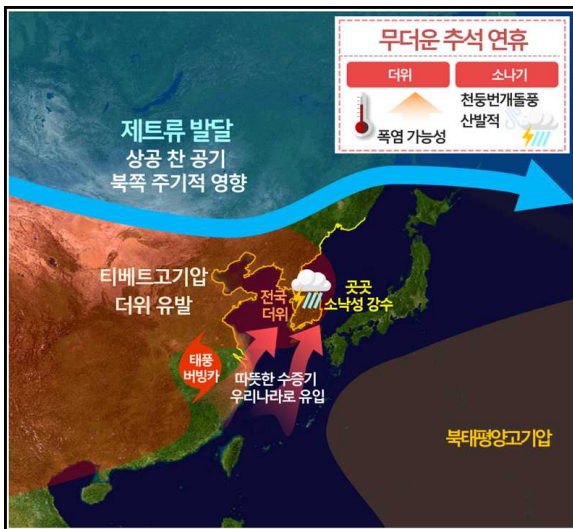 무더운 추석 연휴
더위
소나기
폭염 가능성
천둥번개돌풍
산발적
제트류 발달
상공 찬 공기
북쪽 주기적 영향
티베트고기압
더위 유발
전국
더위
곳곳
소낙성 강수
태풍
버빙카
따뜻한 수증기
우리나라로 유입
북태평양고기압